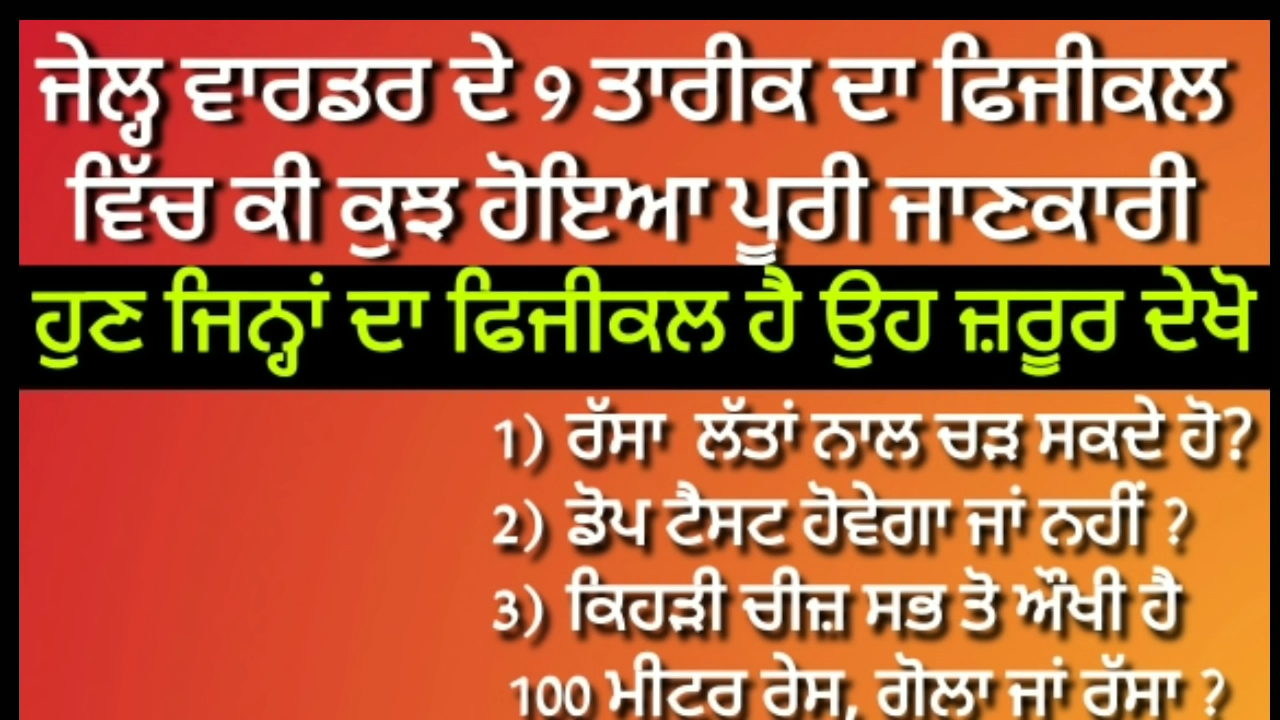 ਜੇਲ੍ਹ ਵਾਰਡਰ ਦੇ 9 ਤਾਰੀਕ ਦਾ ਫਿਜੀਕਲ
ਵਿੱਚ ਕੀ ਕੁਝ ਹੋਇਆ ਪੂਰੀ ਜਾਣਕਾਰੀ
ਹੁਣ ਜਿਨ੍ਹਾਂ ਦਾ ਫਿਜੀਕਲ ਹੈ ਉਹ ਜ਼ਰੂਰ ਦੇਖੋ
1) ਰੱਸਾ ਲੱਤਾਂ ਨਾਲ ਚੜ ਸਕਦੇ ਹੋ?
2) ਡੋਪ ਟੈਸਟ ਹੋਵੇਗਾ ਜਾਂ ਨਹੀਂ ?
3) ਕਿਹੜੀ ਚੀਜ਼ ਸਭ ਤੋ ਔਖੀ ਹੈ
100 ਮੀਟਰ ਰੇਸ, ਗੋਲਾ ਜਾਂ ਰੱਸਾ ?